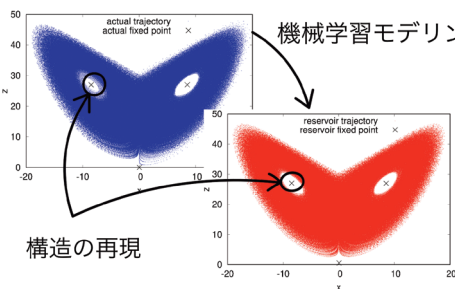 50
40
30
20
10
0
z
actual trajectory
actual fixed point
-20
-10
0
10
x
機械学習モデリン
50
40
30
20
10
0
z
reservoir trajectory
reservoir fixed point
-20
-10
0
10
20
x
構造の再現